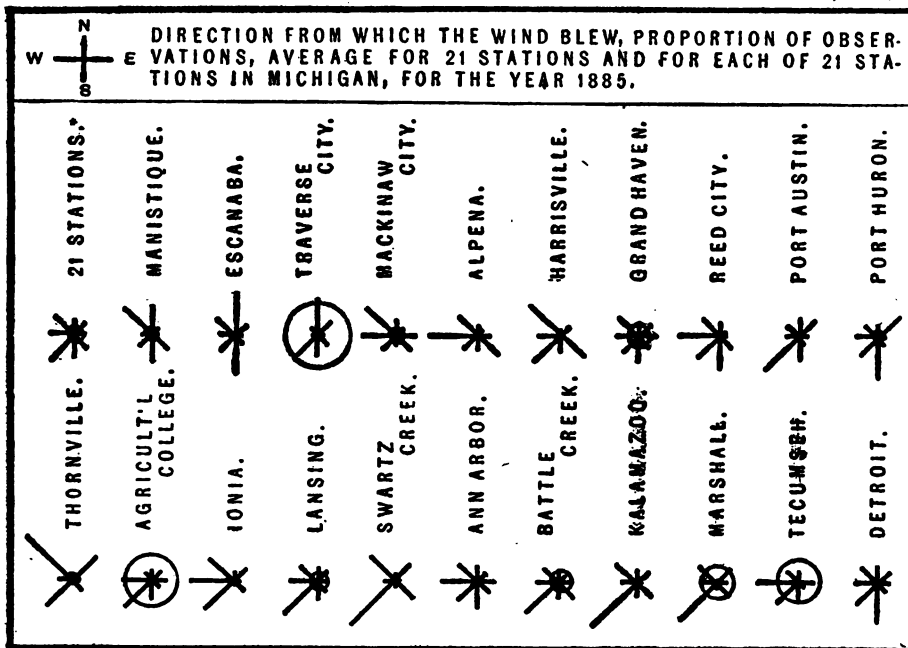 N
W E
S
DIRECTION FROM WHICH THE WIND BLEW, PROPORTION OF OBSER-
VATIONS, AVERAGE FOR 21 STATIONS AND FOR EACH OF 21 STA-
TIONS IN MICHIGAN, FOR THE YEAR 1885.
21 STATIONS.*
MANISTIQUE.
ESCANABA.
TRAVERSE
CITY.
MACKINAW
CITY.
ALPENA.
HARRISVILLE.
GRAND HAVEN.
REED CITY.
PORT AUSTIN.
PORT HURON.
THORNVILLE.
AGRICULT'L
COLLEGE.
IONIA.
LANSING.
SWARTZ
CREEK.
ANN ARBOR.
BATTLE
CREEK.
KALAMAZOO.
MARSHALL.
TECUMSEH.
DETROIT.